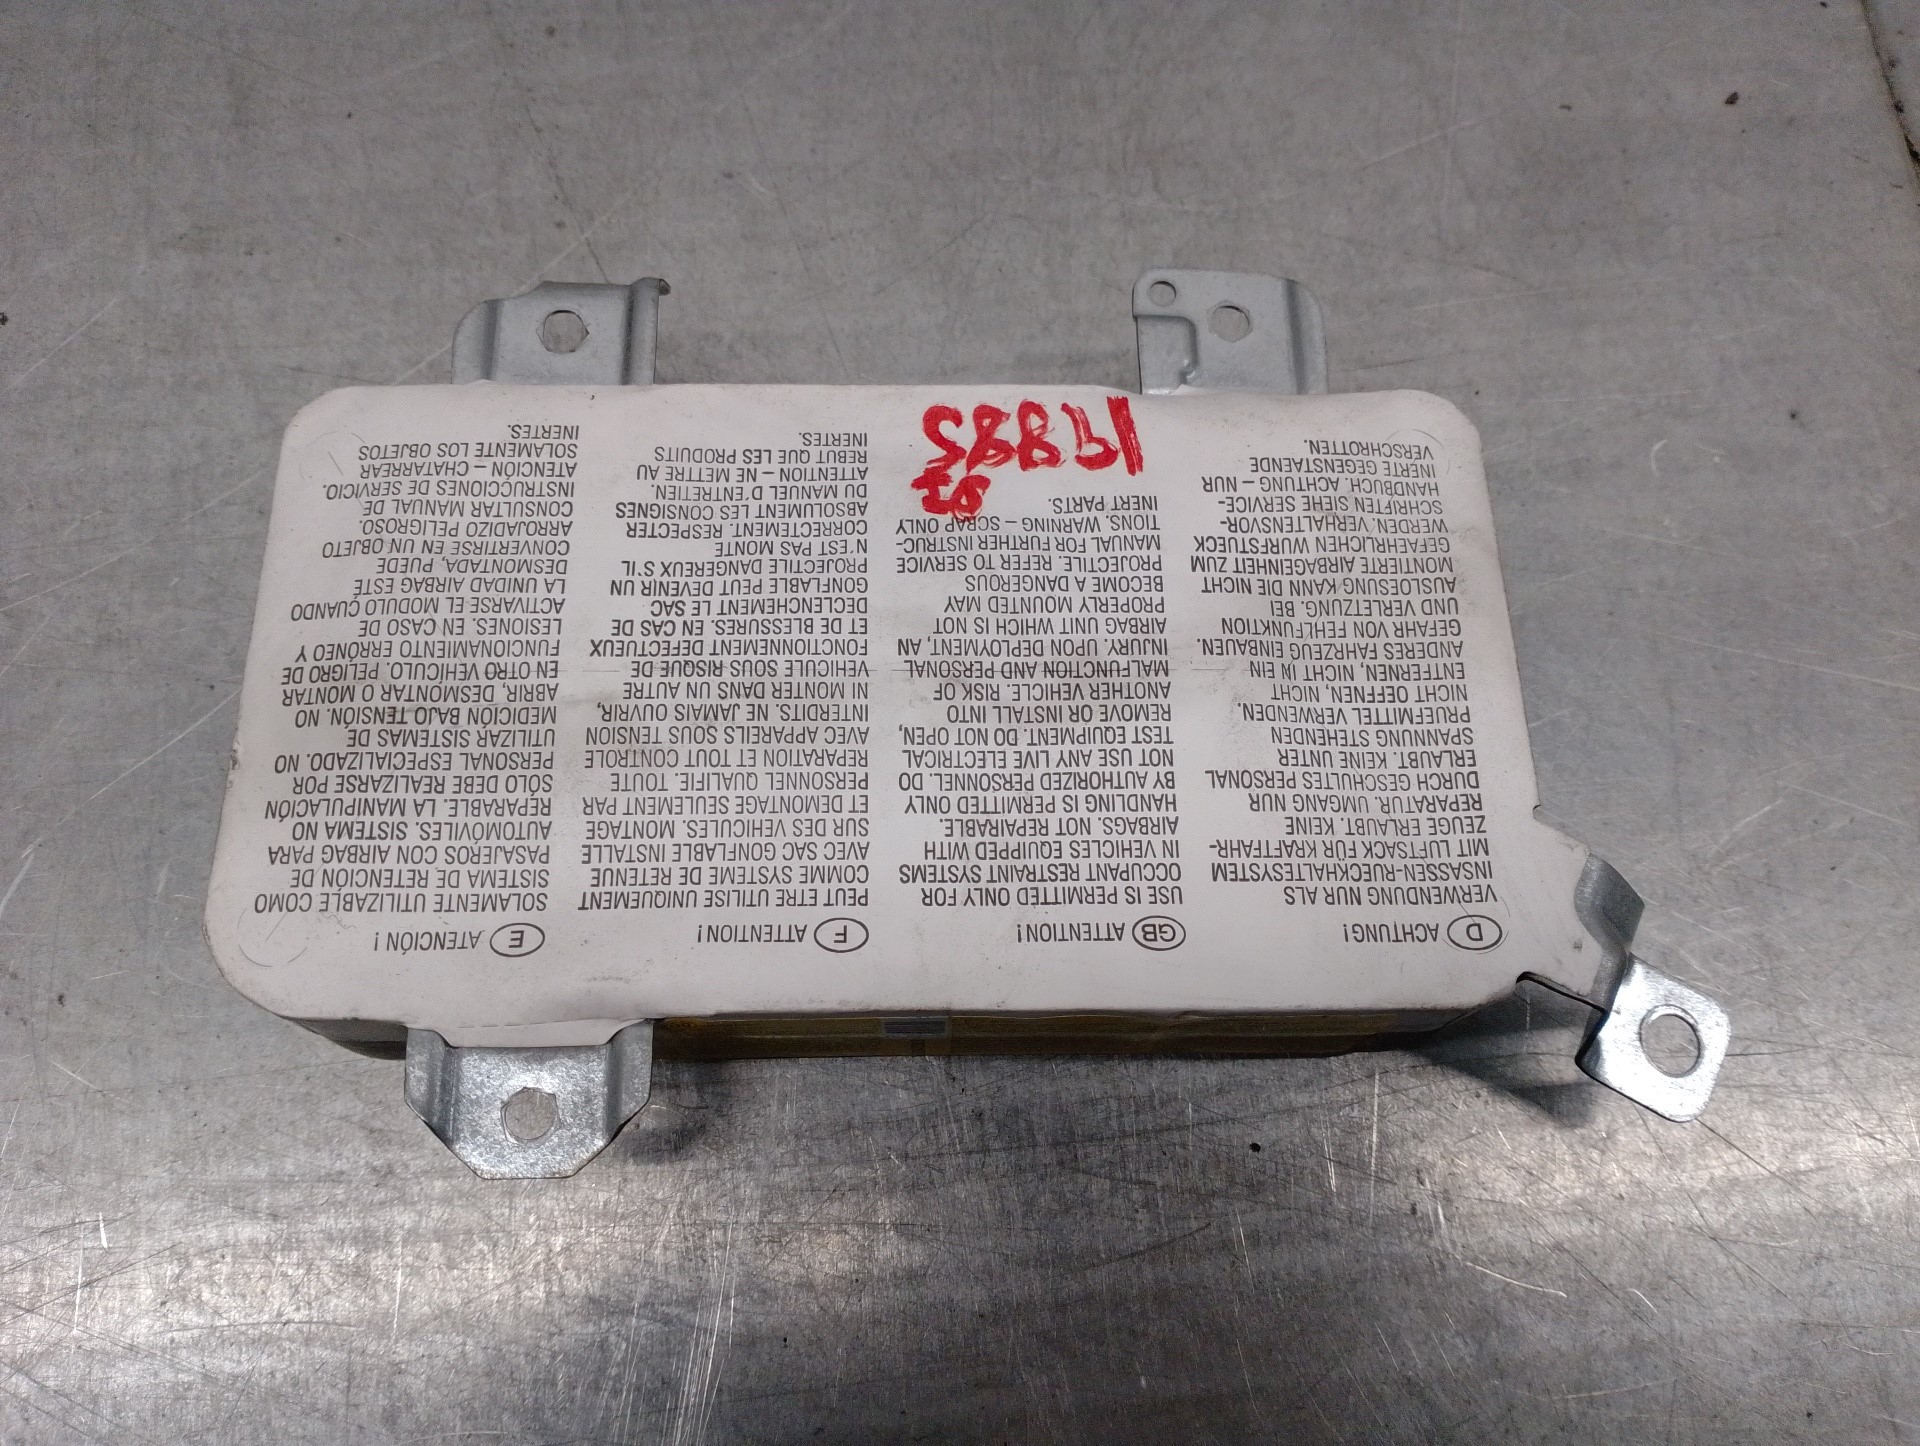 D ACHTUNG!
VERWENDUNG NUR ALS
INSASSEN-RUECKHALTESYSTEM
MIT LUFTSACK FÜR KRAFTFAHR-
ZEUGE ERLAUBT. KEINE
REPARATUR. UMGANG NUR
DURCH GESCHULTES PERSONAL
ERLAUBT. KEINE UNTER
SPANNUNG STEHENDEN
PRUEFMITTEL VERWENDEN.
NICHT OEFFNEN, NICHT
ENTFERNEN, NICHT IN EIN
ANDERES FAHRZEUG EINBAUEN.
GEFAHR VON FEHLFUNKTION
UND VERLETZUNG. BEI
AUSLOESUNG KANN DIE NICHT
MONTIERTE AIRBAGEINHEIT ZUM
GEFAEHRLICHEN WURFSTUECK
WERDEN. VERHALTENSVOR-
SCHRIFTEN SIEHE SERVICE-
HANDBUCH. ACHTUNG - NUR
INERTE GEGENSTAENDE
VERSCHROTTEN.
GB ATTENTION!
USE IS PERMITTED ONLY FOR
OCCUPANT RESTRAINT SYSTEMS
IN VEHICLES EQUIPPED WITH
AIRBAGS. NOT REPAIRABLE.
HANDLING IS PERMITTED ONLY
BY AUTHORIZED PERSONNEL. DO
NOT USE ANY LIVE ELECTRICAL
TEST EQUIPMENT. DO NOT OPEN,
REMOVE OR INSTALL INTO
ANOTHER VEHICLE. RISK OF
MALFUNCTION AND PERSONAL
INJURY. UPON DEPLOYMENT, AN
AIRBAG UNIT WHICH IS NOT
PROPERLY MOUNTED MAY
BECOME A DANGEROUS
PROJECTILE. REFER TO SERVICE
MANUAL FOR FURTHER INSTRUC-
TIONS. WARNING - SCRAP ONLY
INERT PARTS.
F ATTENTION!
PEUT ETRE UTILISE UNIQUEMENT
COMME SYSTEME DE RETENUE
AVEC SAC GONFLABLE INSTALLE
SUR DES VEHICULES. MONTAGE
ET DEMONTAGE SEULEMENT PAR
PERSONNEL QUALIFIE. TOUTE
REPARATION ET TOUT CONTROLE
AVEC APPAREILS SOUS TENSION
INTERDITS. NE JAMAIS OUVRIR,
NI MONTER DANS UN AUTRE
VEHICULE SOUS RISQUE DE
FONCTIONNEMENT DEFECTUEUX
ET DE BLESSURES. EN CAS DE
DECLENCHEMENT LE SAC
GONFLABLE PEUT DEVENIR UN
PROJECTILE DANGEREUX S'IL
N'EST PAS MONTE
CORRECTEMENT. RESPECTER
ABSOLUMENT LES CONSIGNES
DU MANUEL D'ENTRETIEN.
ATTENTION - NE METTRE AU
REBUT QUE LES PRODUITS
INERTES.
E ATENCIÓN!
SOLAMENTE UTILIZABLE COMO
SISTEMA DE RETENCIÓN DE
PASAJEROS CON AIRBAG PARA
AUTOMÓVILES. SISTEMA NO
REPARABLE. LA MANIPULACIÓN
SÓLO DEBE REALIZARSE POR
PERSONAL ESPECIALIZADO. NO
UTILIZAR SISTEMAS DE
MEDICIÓN BAJO TENSIÓN. NO
ABRIR, DESMONTAR O MONTAR
EN OTRO VEHÍCULO. PELIGRO DE
FUNCIONAMIENTO ERRÓNEO Y
LESIONES. EN CASO DE
ACTIVARSE EL MODULO CUANDO
LA UNIDAD AIRBAG ESTE
DESMONTADA, PUEDE
CONVERTIRSE EN UN OBJETO
ARROJADIZO PELIGROSO.
CONSULTAR MANUAL DE
INSTRUCCIONES DE SERVICIO.
ATENCIÓN - CHATARREAR
SOLAMENTE LOS OBJETOS
INERTES.
19885